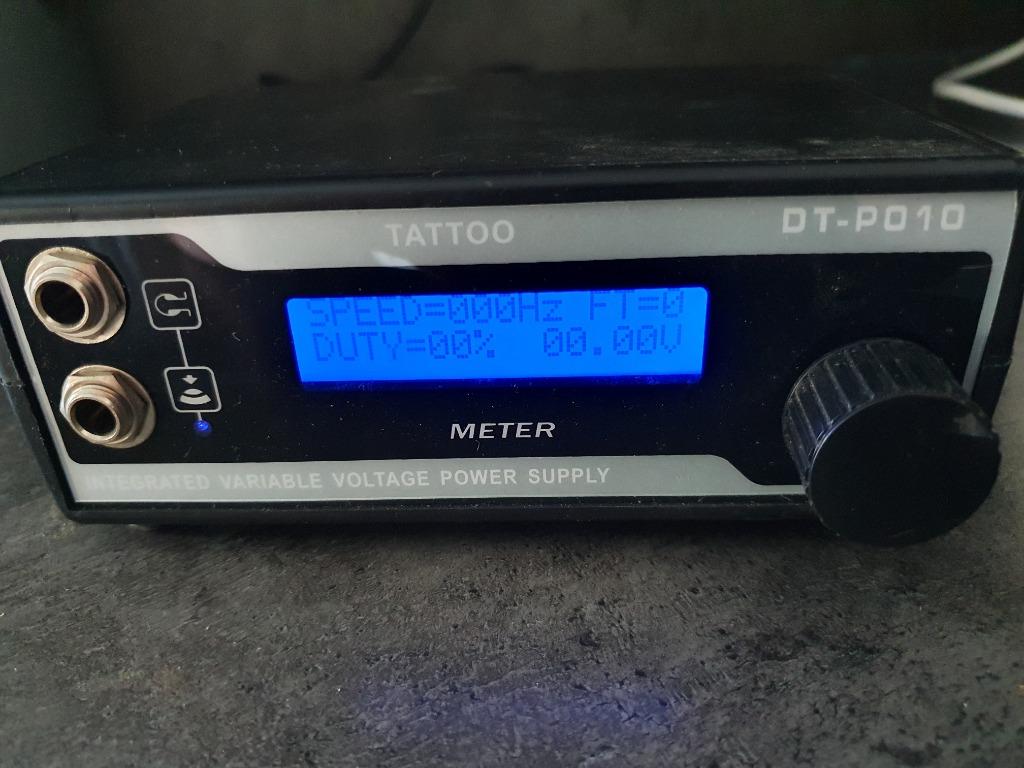 TATTOO
DT-P010
SPEED=000Hz FT=0
DUTY=00% 00.00V
METER
INTEGRATED VARIABLE VOLTAGE POWER SUPPLY